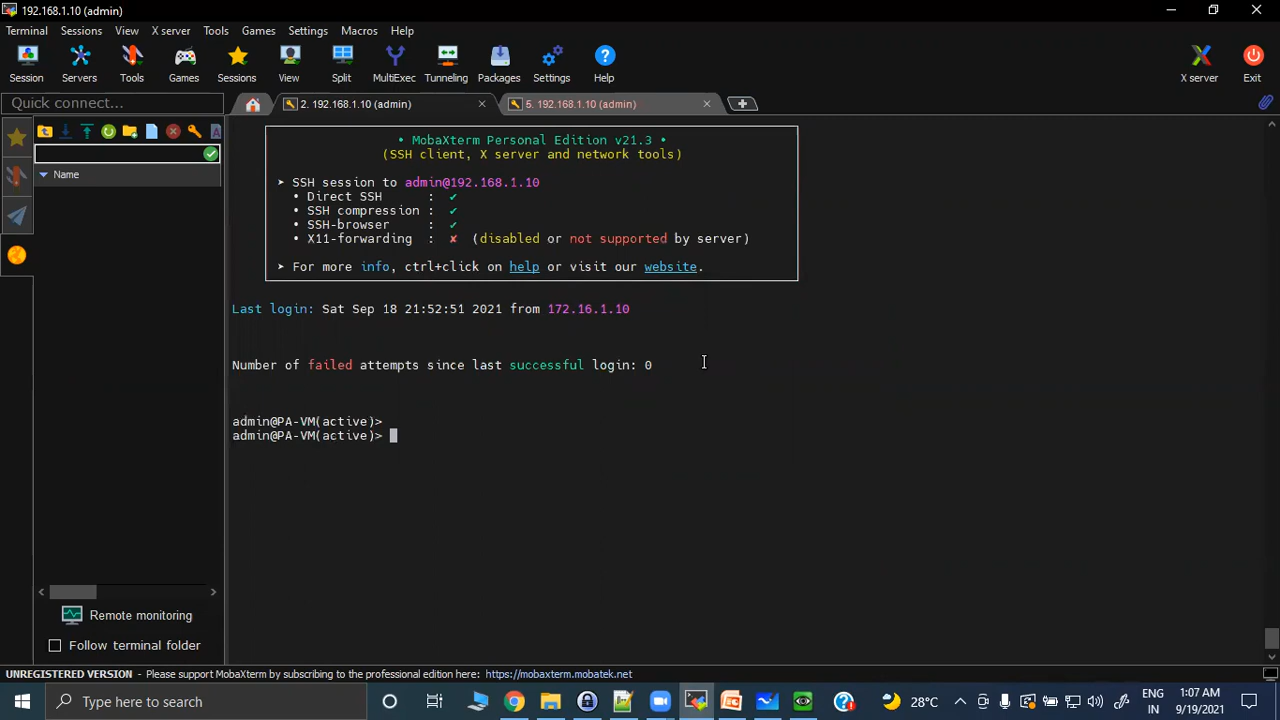 192.168.1.10 (admin)
Terminal Sessions View X server Tools Games Settings Macros Help
Session Servers Tools Games Sessions View Split MultiExec Tunneling Packages Settings Help X server Exit
Quick connect...
2. 192.168.1.10 (admin)
5. 192.168.1.10 (admin)
Name
• MobaXterm Personal Edition v21.3 •
(SSH client, X server and network tools)
➤ SSH session to admin@192.168.1.10
• Direct SSH : ✔
• SSH compression : ✔
• SSH-browser : ✔
• X11-forwarding : ✘ (disabled or not supported by server)
➤ For more info, ctrl+click on help or visit our website.
Last login: Sat Sep 18 21:52:51 2021 from 172.16.1.10
Number of failed attempts since last successful login: 0
admin@PA-VM(active)>
admin@PA-VM(active)>
Remote monitoring
Follow terminal folder
UNREGISTERED VERSION - Please support MobaXterm by subscribing to the professional edition here: https://mobaxterm.mobatek.net
Type here to search
28°C
ENG
IN
1:07 AM
9/19/2021